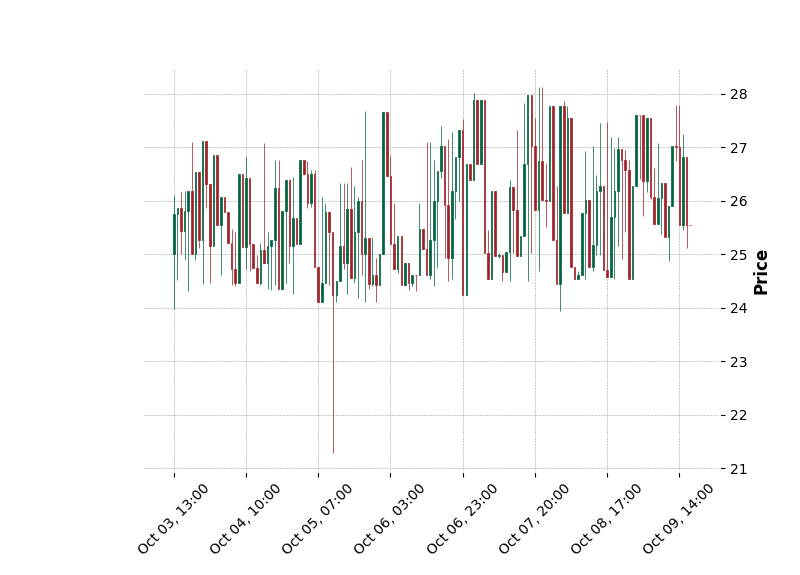 28
27
26
25
24
23
22
21
Price
Oct 03, 13:00
Oct 04, 10:00
Oct 05, 07:00
Oct 06, 03:00
Oct 06, 23:00
Oct 07, 20:00
Oct 08, 17:00
Oct 09, 14:00